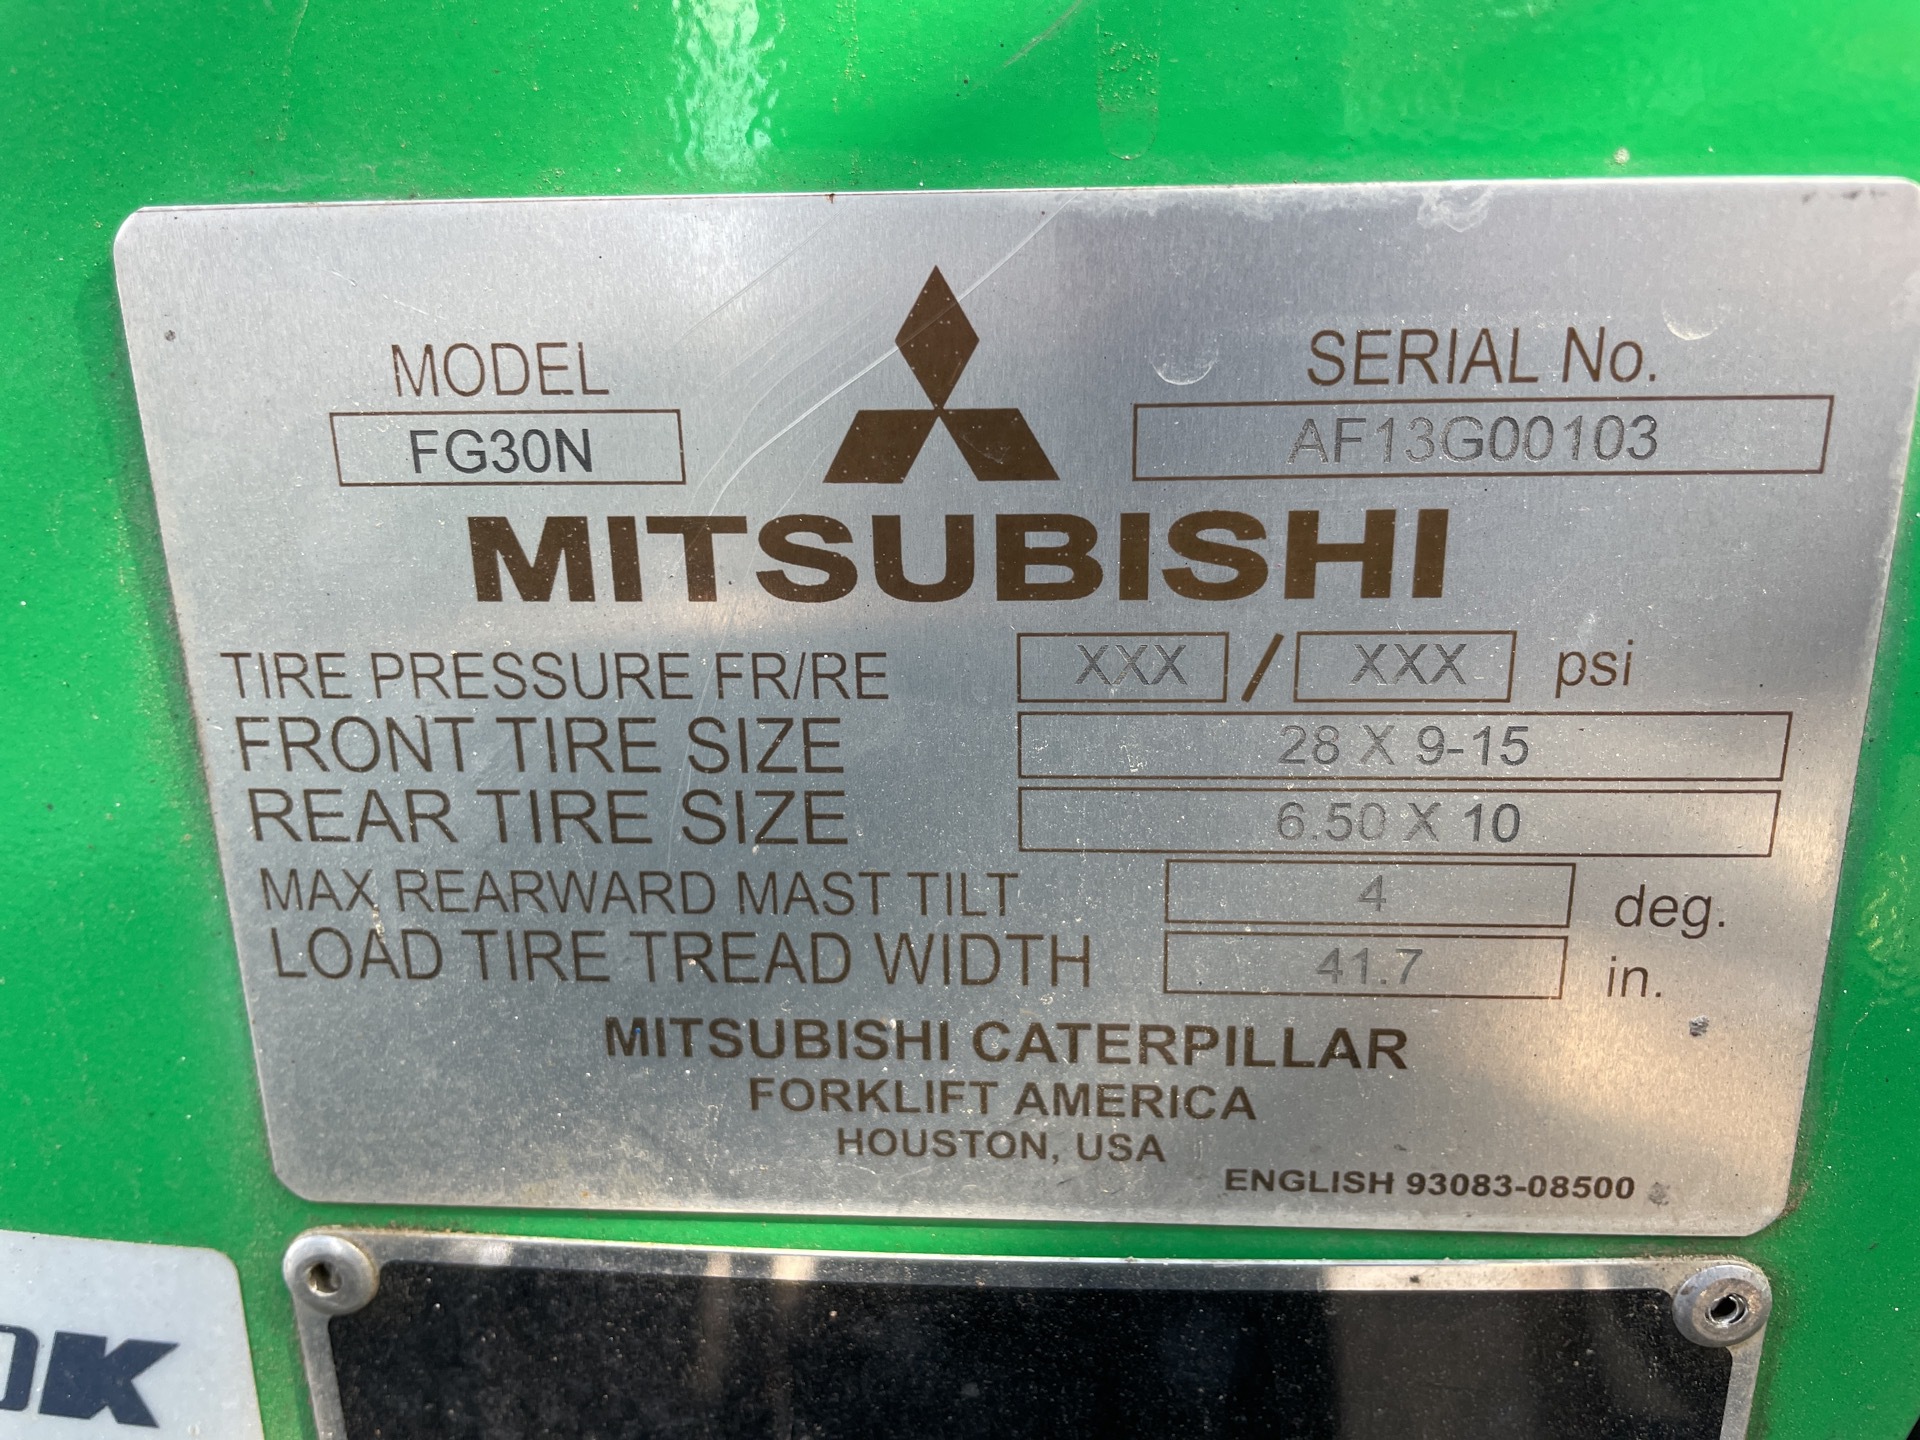 MODEL
FG30N
SERIAL No.
AF13G00103
MITSUBISHI
TIRE PRESSURE FR/RE XXX / XXX psi
FRONT TIRE SIZE 28 X 9-15
REAR TIRE SIZE 6.50 X 10
MAX REARWARD MAST TILT 4 deg.
LOAD TIRE TREAD WIDTH 41.7 in.
MITSUBISHI CATERPILLAR
FORKLIFT AMERICA
HOUSTON, USA
ENGLISH 93083-08500